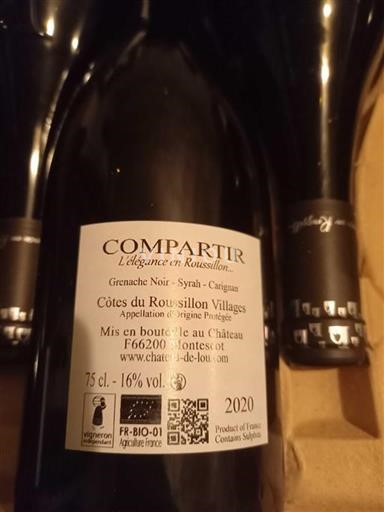 COMPARTIR
L'élégance en Roussillon...
Grenache Noir - Syrah - Carignan
Côtes du Roussillon Villages
Appellation d'Origine Protégée
Mis en bouteille au Château
F66200 Montescot
www.chateau-de-lou.com
75 cl. - 16% vol.
vigneron
indépendant
FR-BIO-01
Agriculture France
2020
Product of France
Contains Sulphites